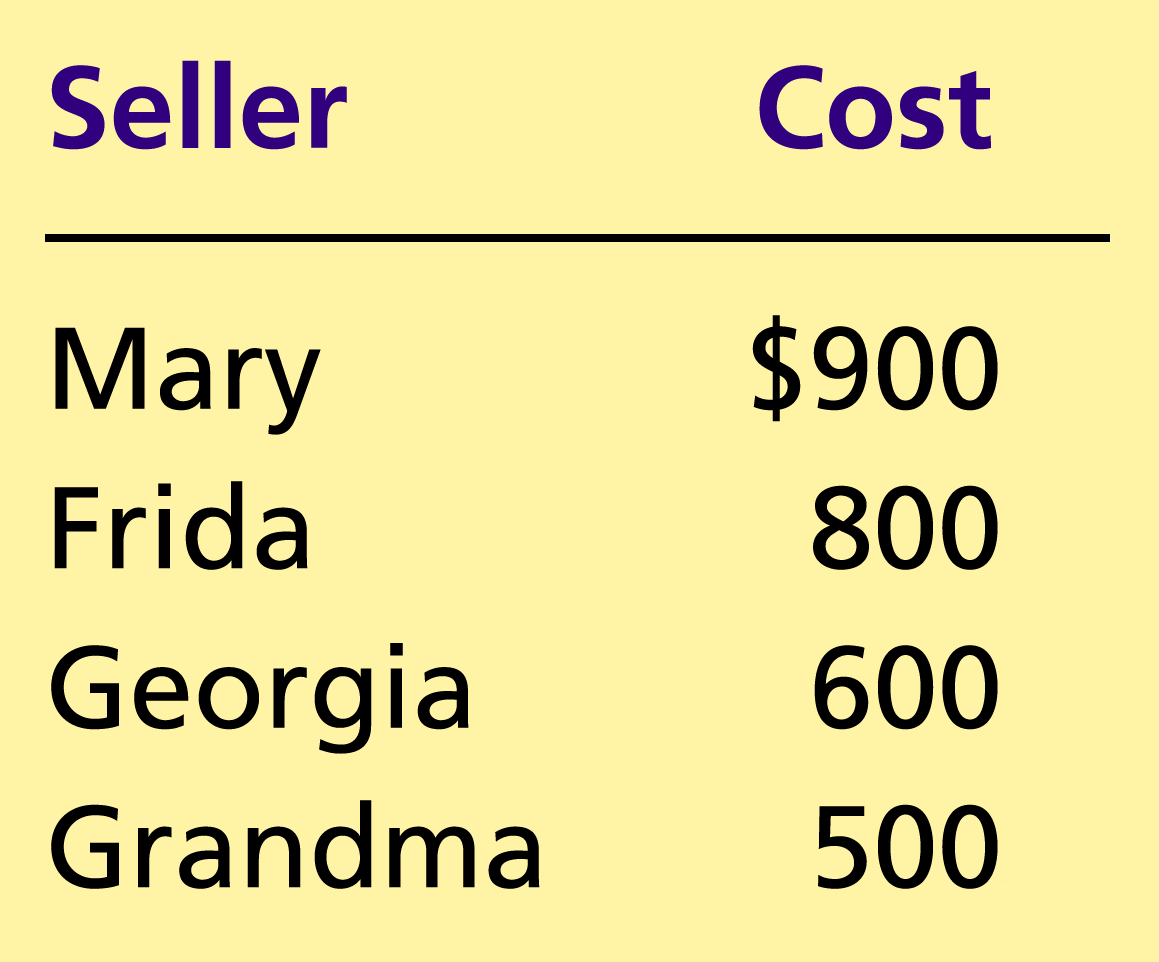 Seller Cost
Mary $900
Frida 800
Georgia 600
Grandma 500